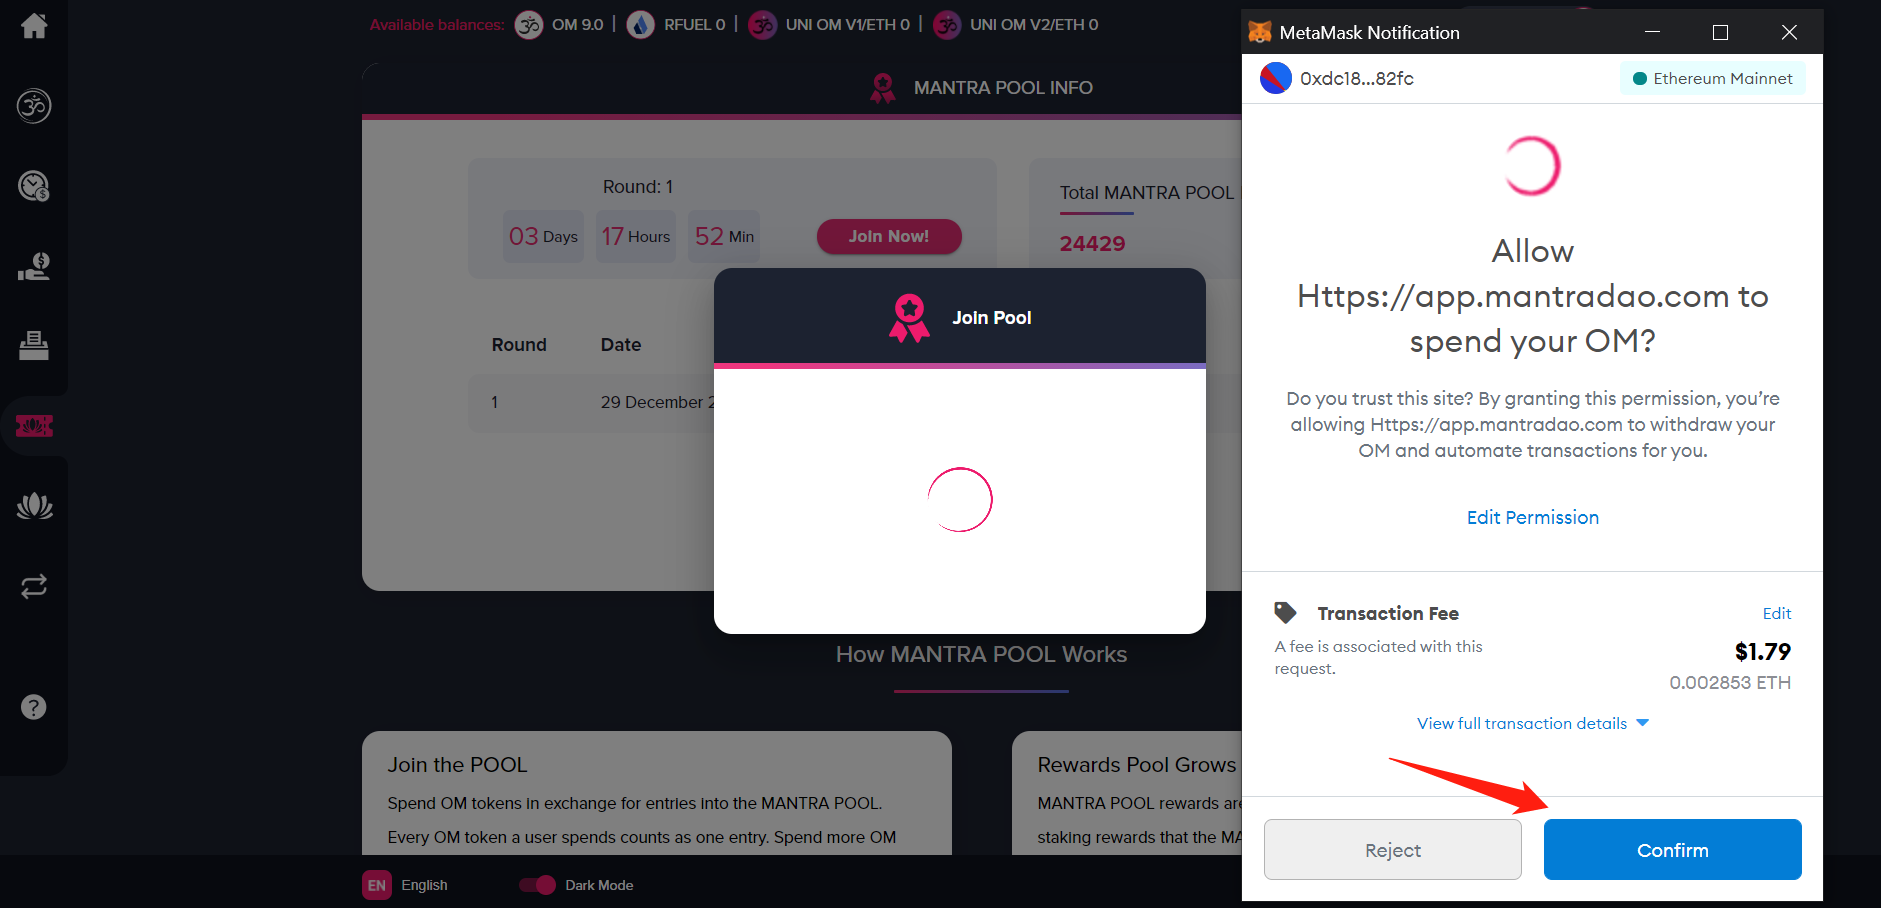 Available balances: OM 9.0 | RFUEL 0 | UNI OM V1/ETH 0 | UNI OM V2/ETH 0
MANTRA POOL INFO
Round: 1
03 Days 17 Hours 52 Min
Join Now!
Total MANTRA POOL
24429
Round Date
1 29 December 2
Join Pool
How MANTRA POOL Works
Join the POOL
Spend OM tokens in exchange for entries into the MANTRA POOL.
Every OM token a user spends counts as one entry. Spend more OM
Rewards Pool Grows
MANTRA POOL rewards are
staking rewards that the MA
EN English Dark Mode
MetaMask Notification
0xdc18...82fc
Ethereum Mainnet
Allow
Https://app.mantradao.com to
spend your OM?
Do you trust this site? By granting this permission, you’re
allowing Https://app.mantradao.com to withdraw your
OM and automate transactions for you.
Edit Permission
Transaction Fee Edit
A fee is associated with this
request.
$1.79
0.002853 ETH
View full transaction details
Reject Confirm